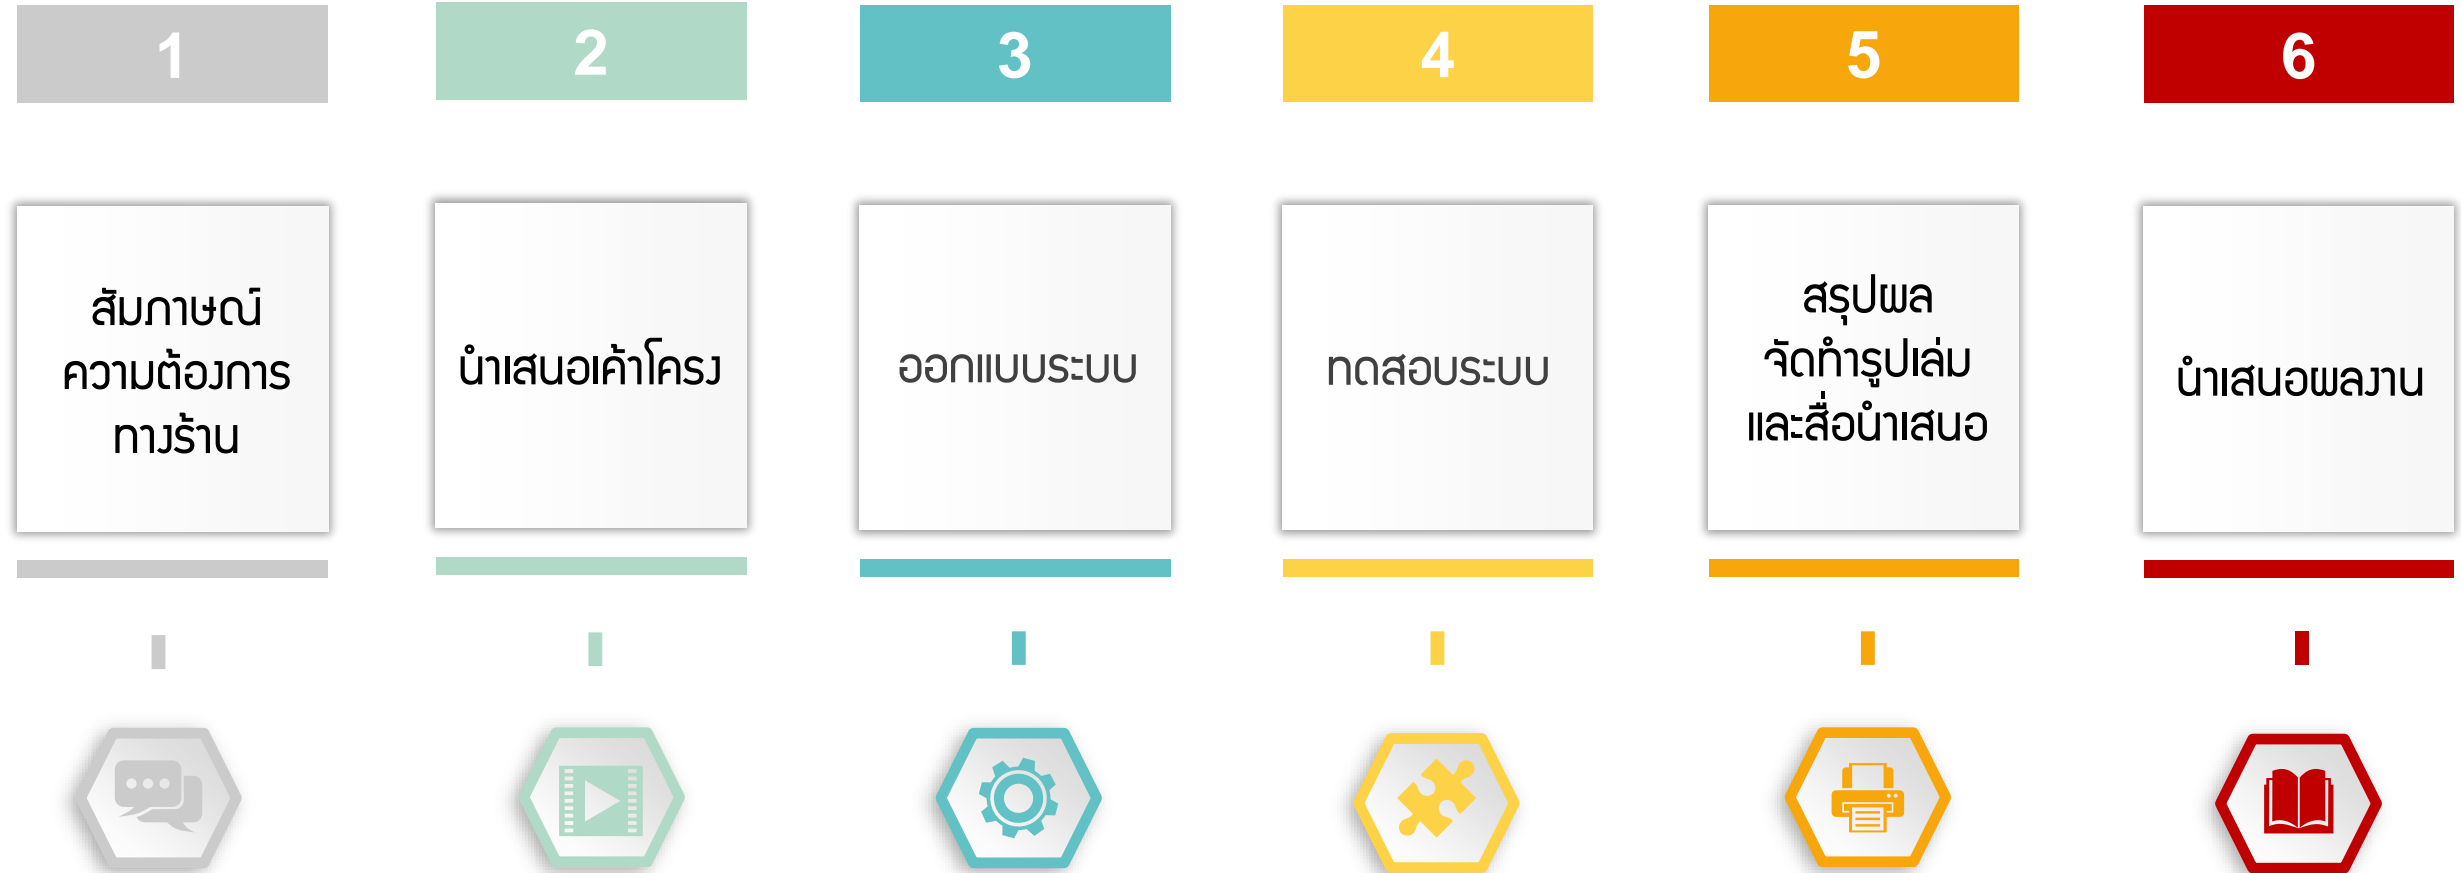 1
2
3
4
5
6
สัมภาษณ์
ความต้องการ
ทางร้าน
นำเสนอเค้าโครง
ออกแบบระบบ
ทดสอบระบบ
สรุปผล
จัดทำรูปเล่ม
และสื่อนำเสนอ
นำเสนอผลงาน